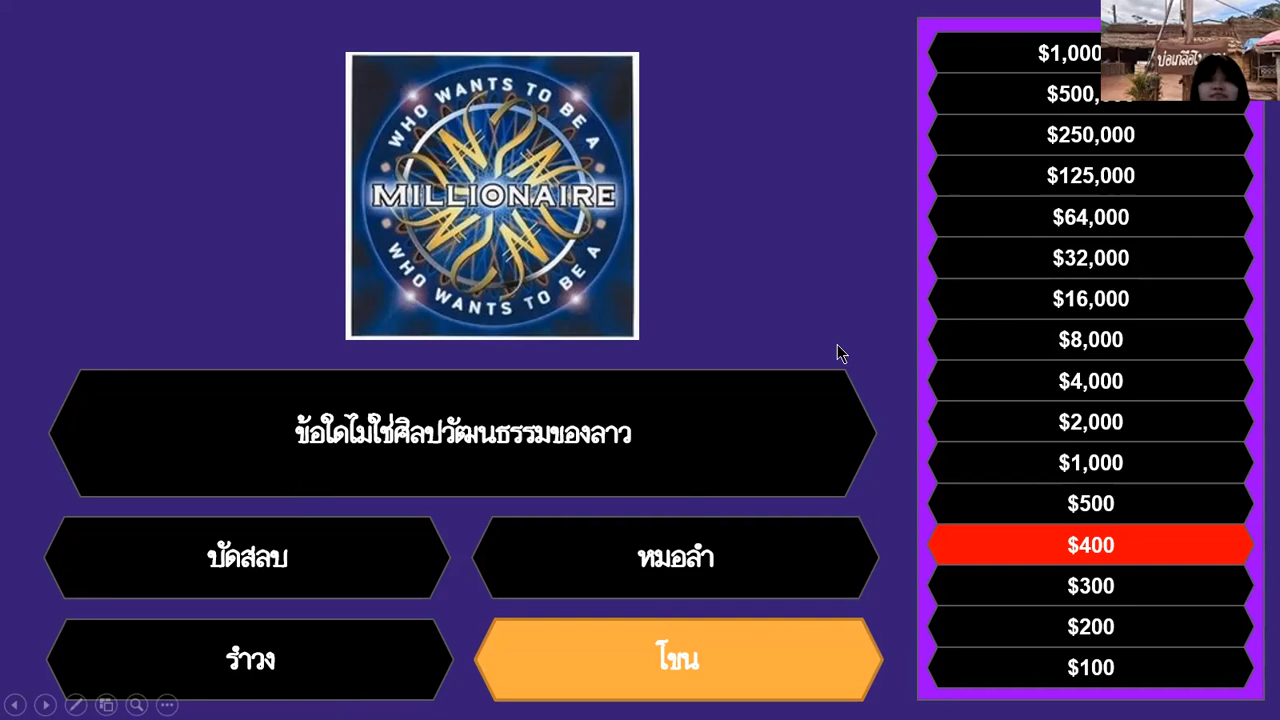 WHO WANTS TO BE A
MILLIONAIRE
WHO WANTS TO BE A
ข้อใดไม่ใช่ศิลปวัฒนธรรมของลาว
บัดสลบ
หมอลำ
รำวง
โขน
$1,000
$500,
$250,000
$125,000
$64,000
$32,000
$16,000
$8,000
$4,000
$2,000
$1,000
$500
$400
$300
$200
$100